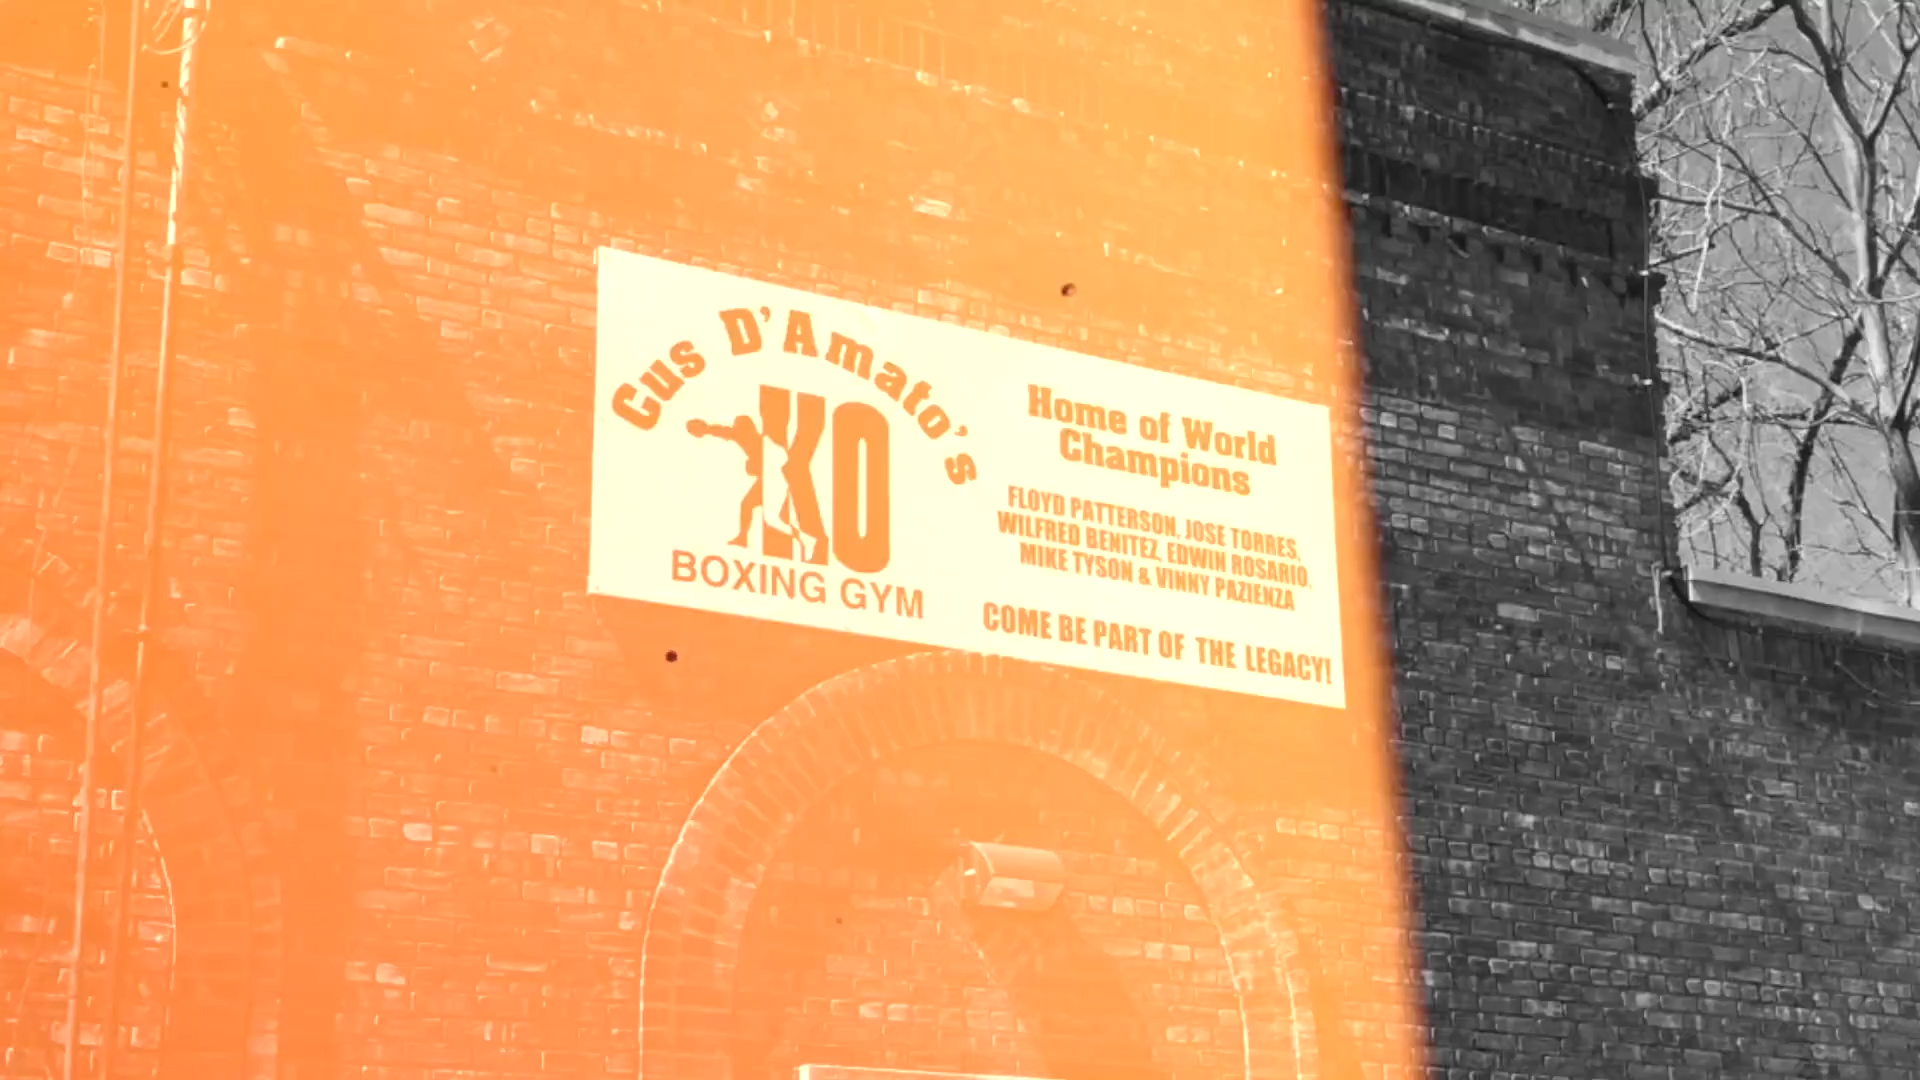 Cus D'Amato's
KO
BOXING GYM
Home of World
Champions
FLOYD PATTERSON, JOSE TORRES,
WILFRED BENITEZ, EDWIN ROSARIO,
MIKE TYSON & VINNY PAZIENZA
COME BE PART OF THE LEGACY!